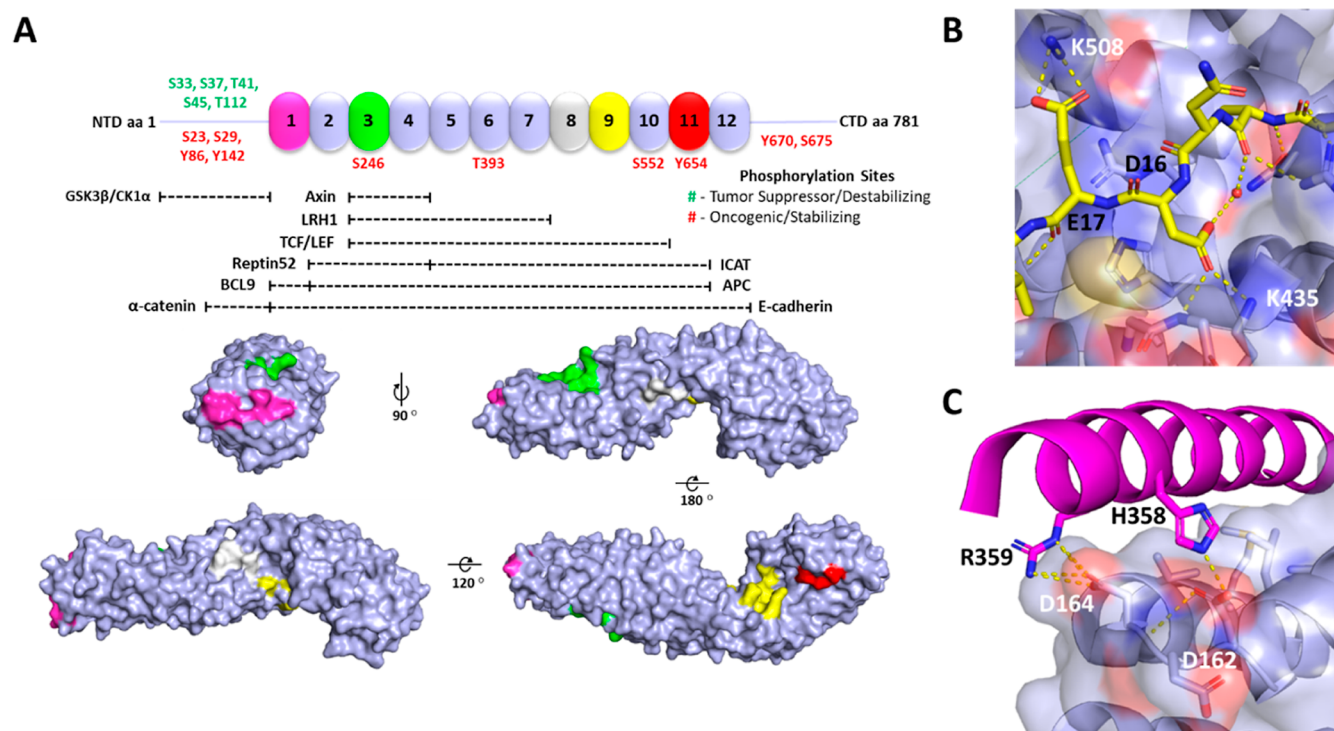 A
S33, S37, T41,
S45, T112
NTD aa 1
1 2 3 4 5 6 7 8 9 10 11 12
CTD aa 781
S23, S29,
Y86, Y142
S246
T393
S552
Y654
Y670, S675
Phosphorylation Sites
# - Tumor Suppressor/Destabilizing
# - Oncogenic/Stabilizing
GSK3β/CK1α
Axin
LRH1
TCF/LEF
Reptin52
ICAT
BCL9
APC
α-catenin
E-cadherin
90 °
180 °
120 °
B
K508
D16
E17
K435
C
H358
R359
D164
D162